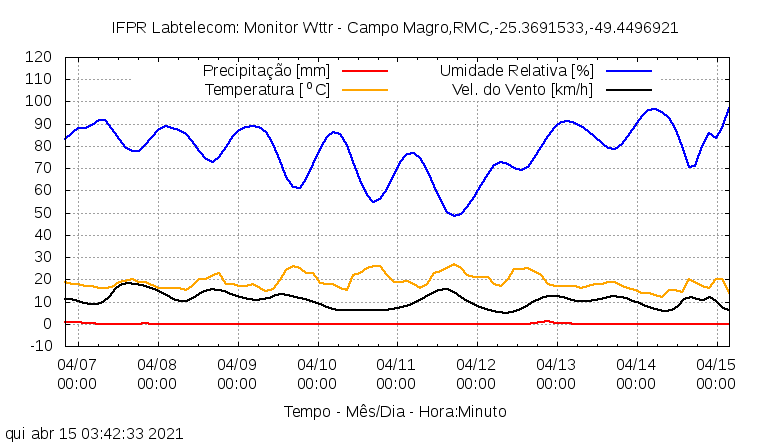 IFPR Labtelecom: Monitor Wttr - Campo Magro,RMC,-25.3691533,-49.4496921
Precipitação [mm]
Umidade Relativa [%]
Temperatura [ ⁰C]
Vel. do Vento [km/h]
120
110
100
90
80
70
60
50
40
30
20
10
0
-10
04/07 04/08 04/09 04/10 04/11 04/12 04/13 04/14 04/15
00:00 00:00 00:00 00:00 00:00 00:00 00:00 00:00 00:00
Tempo - Mês/Dia - Hora:Minuto
qui abr 15 03:42:33 2021